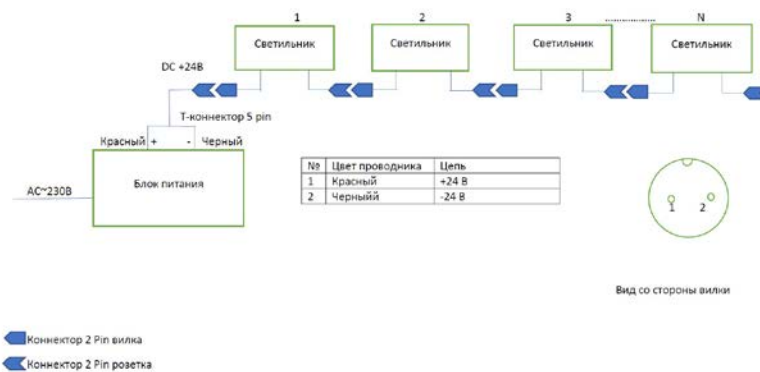 1 2 3 .............. N
Светильник Светильник Светильник Светильник
DC +24В
Т-коннектор 5 pin
Красный + - Черный
Блок питания
AC~230В
№ Цвет проводника Цепь
1 Красный +24 В
2 Черныйй -24 В
1 2
Вид со стороны вилки
Коннектор 2 Pin вилка
Коннектор 2 Pin розетка